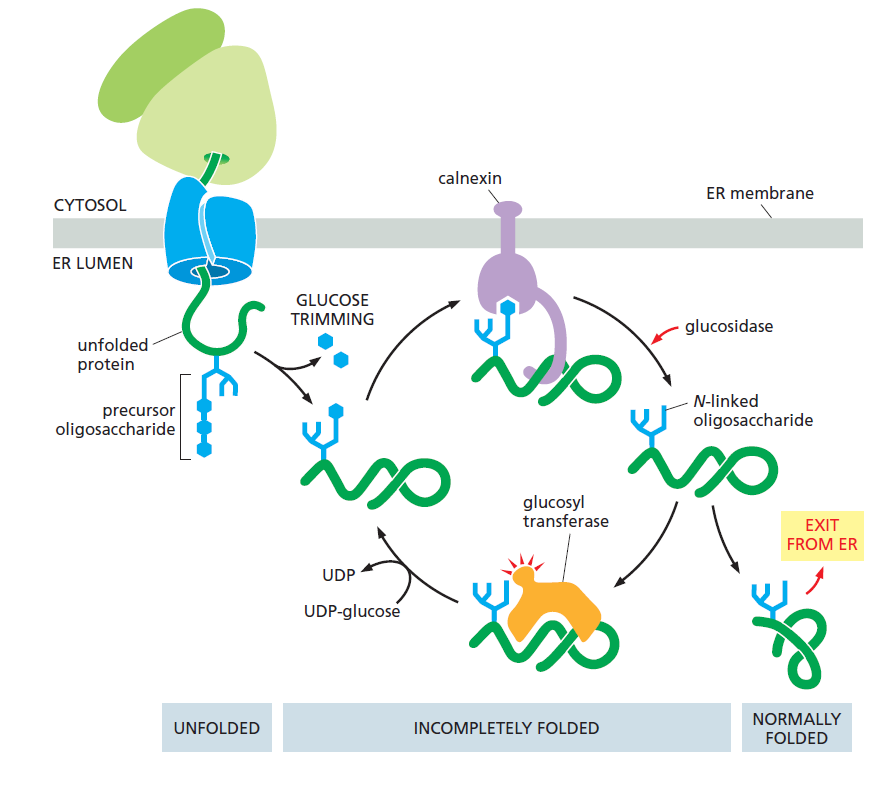 calnexin
ER membrane
CYTOSOL
ER LUMEN
GLUCOSE
TRIMMING
glucosidase
unfolded
protein
N-linked
oligosaccharide
precursor
oligosaccharide
glucosyl
transferase
EXIT
FROM ER
UDP
UDP-glucose
UNFOLDED
INCOMPLETELY FOLDED
NORMALLY
FOLDED